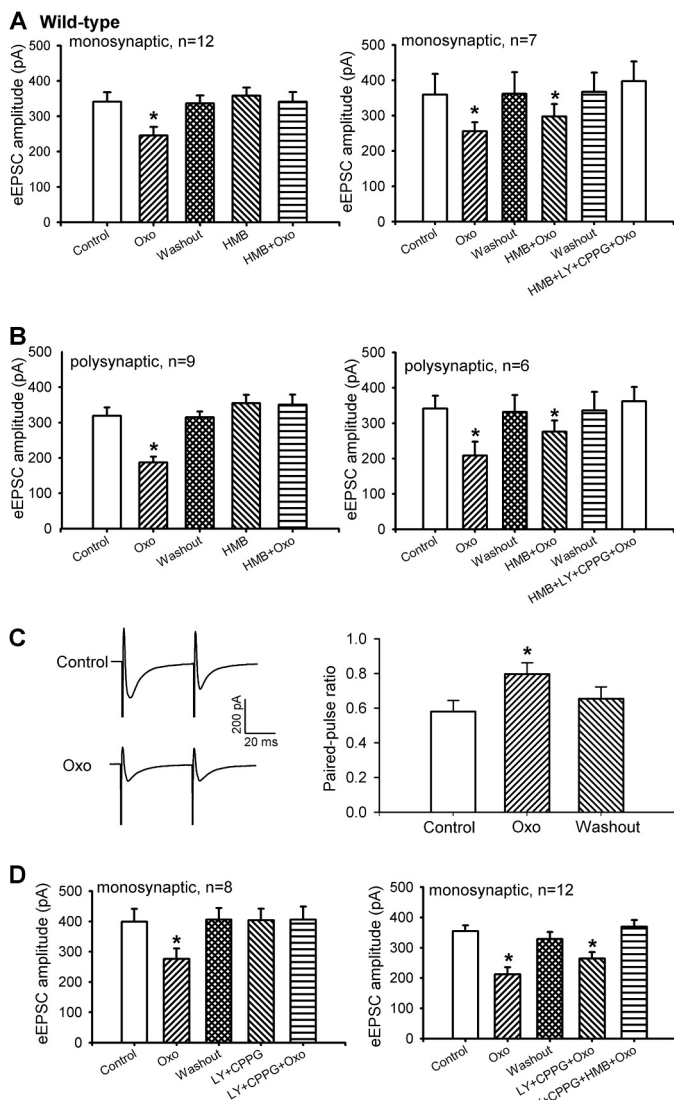 A Wild-type
monosynaptic, n=12
eEPSC amplitude (pA)
500
400
300
200
100
0
*
Control
Oxo
Washout
HMB
HMB+Oxo
monosynaptic, n=7
eEPSC amplitude (pA)
500
400
300
200
100
0
*
*
Control
Oxo
Washout
HMB+Oxo
Washout
HMB+LY+CPPG+Oxo
B
polysynaptic, n=9
eEPSC amplitude (pA)
500
400
300
200
100
0
*
Control
Oxo
Washout
HMB
HMB+Oxo
polysynaptic, n=6
eEPSC amplitude (pA)
500
400
300
200
100
0
*
*
Control
Oxo
Washout
HMB+Oxo
Washout
HMB+LY+CPPG+Oxo
C
Control
Oxo
200 pA
20 ms
Paired-pulse ratio
1.0
0.8
0.6
0.4
0.2
0.0
*
Control
Oxo
Washout
D
monosynaptic, n=8
eEPSC amplitude (pA)
500
400
300
200
100
0
*
Control
Oxo
Washout
LY+CPPG
LY+CPPG+Oxo
monosynaptic, n=12
eEPSC amplitude (pA)
500
400
300
200
100
0
*
*
Control
Oxo
Washout
LY+CPPG+Oxo
+CPPG+HMB+Oxo